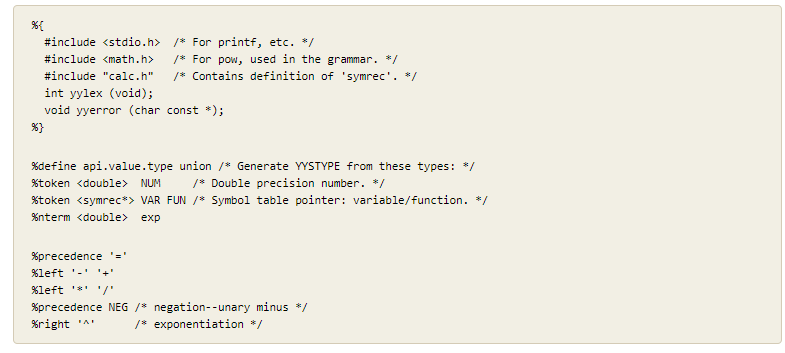 %{
  #include <stdio.h>  /* For printf, etc. */
  #include <math.h>   /* For pow, used in the grammar. */
  #include "calc.h"   /* Contains definition of 'symrec'. */
  int yylex (void);
  void yyerror (char const *);
%}

%define api.value.type union /* Generate YYSTYPE from these types: */
%token <double>  NUM     /* Double precision number. */
%token <symrec*> VAR FUN /* Symbol table pointer: variable/function. */
%nterm <double>  exp

%precedence '='
%left '-' '+'
%left '*' '/'
%precedence NEG /* negation--unary minus */
%right '^'      /* exponentiation */